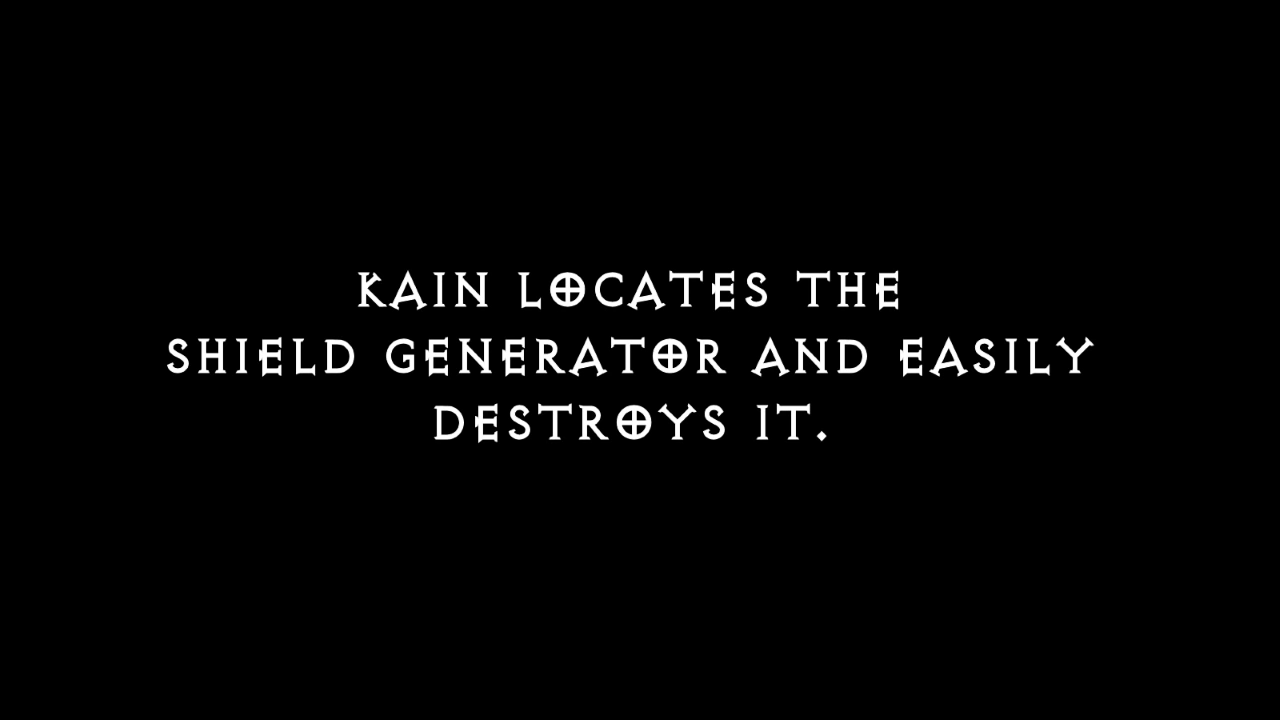 KAIN LOCATES THE
SHIELD GENERATOR AND EASILY
DESTROYS IT.